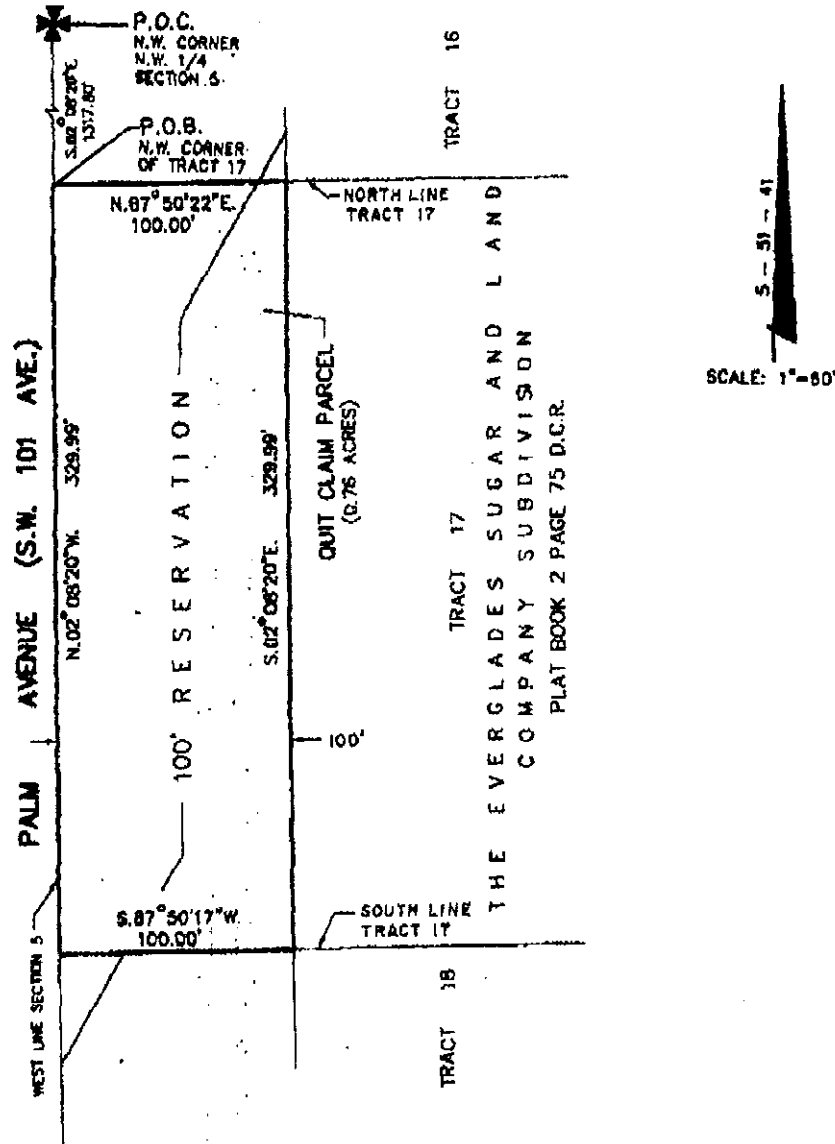 P.O.C.
N.W. CORNER
N.W. 1/4
SECTION 5
S.02°08'20"E.
1317.80'
P.O.B.
N.W. CORNER
OF TRACT 17
N.87°50'22"E.
100.00'
NORTH LINE
TRACT 17
TRACT 16
5 - 51 - 41
SCALE: 1"=60'
PALM AVENUE (S.W. 101 AVE.)
N.02°08'20"W. 329.99'
100' RESERVATION
S.02°08'20"E. 329.99'
QUIT CLAIM PARCEL
(0.76 ACRES)
TRACT 17
THE EVERGLADES SUGAR AND LAND
COMPANY SUBDIVISION
PLAT BOOK 2 PAGE 75 D.C.R.
100'
WEST LINE SECTION 5
S.87°50'17"W.
100.00'
SOUTH LINE
TRACT 17
TRACT 18